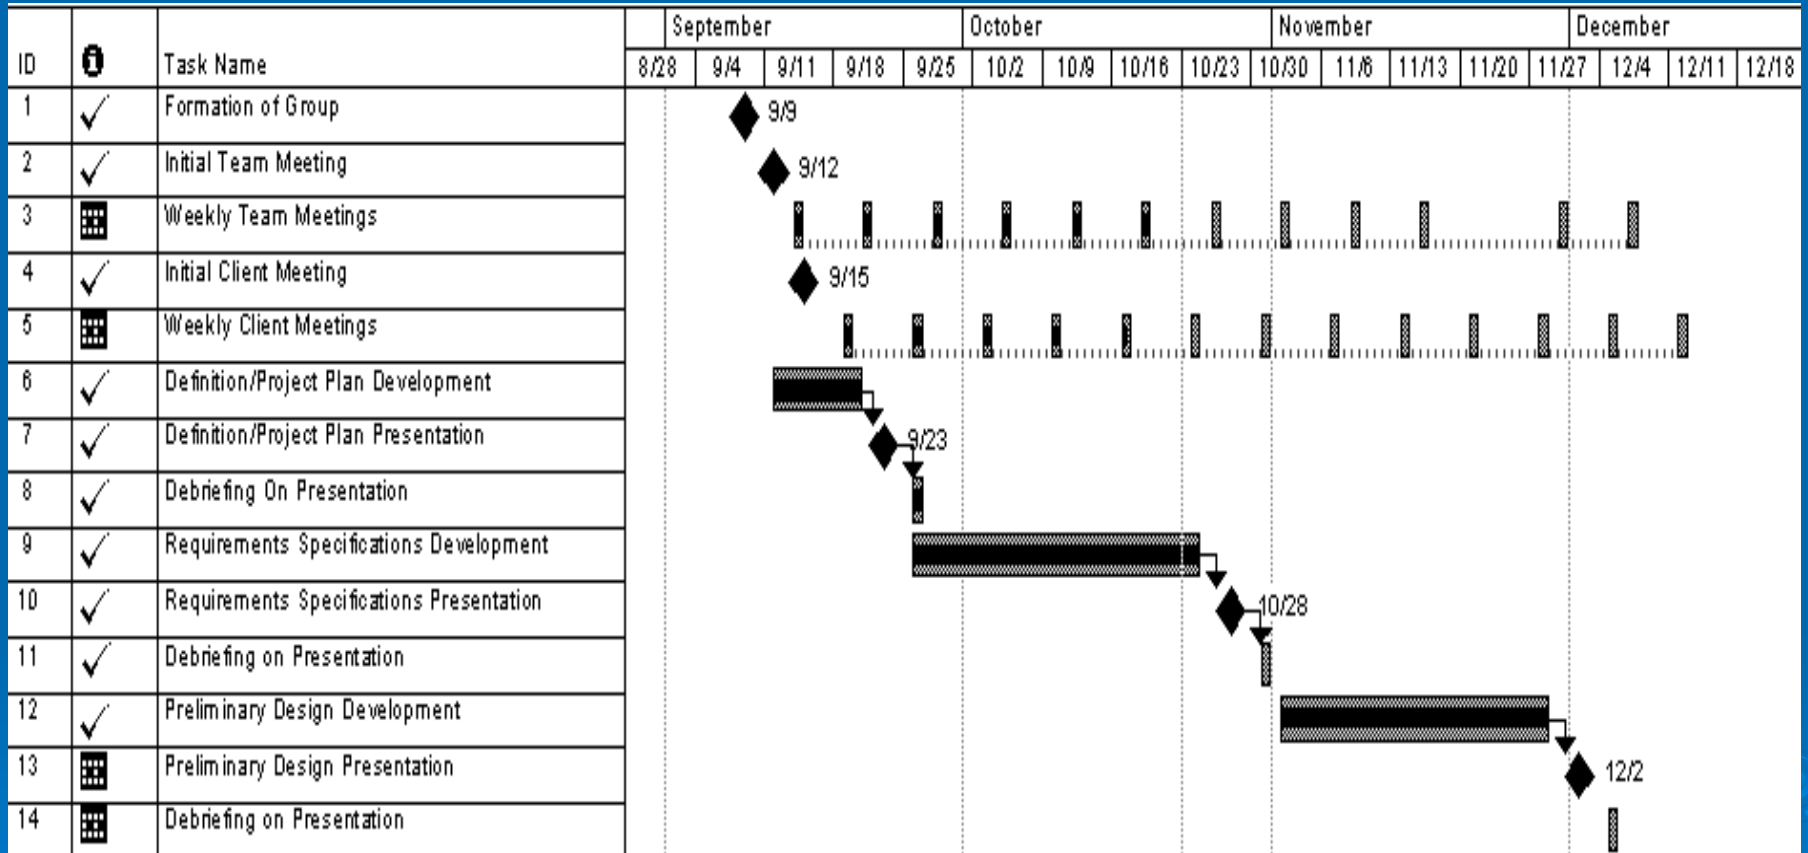 September October November December
ID Task Name 8/28 9/4 9/11 9/18 9/25 10/2 10/9 10/16 10/23 10/30 11/6 11/13 11/20 11/27 12/4 12/11 12/18
1 Formation of Group 9/9
2 Initial Team Meeting 9/12
3 Weekly Team Meetings
4 Initial Client Meeting 9/15
5 Weekly Client Meetings
6 Definition/Project Plan Development
7 Definition/Project Plan Presentation 9/23
8 Debriefing On Presentation
9 Requirements Specifications Development
10 Requirements Specifications Presentation 10/28
11 Debriefing on Presentation
12 Preliminary Design Development
13 Preliminary Design Presentation 12/2
14 Debriefing on Presentation